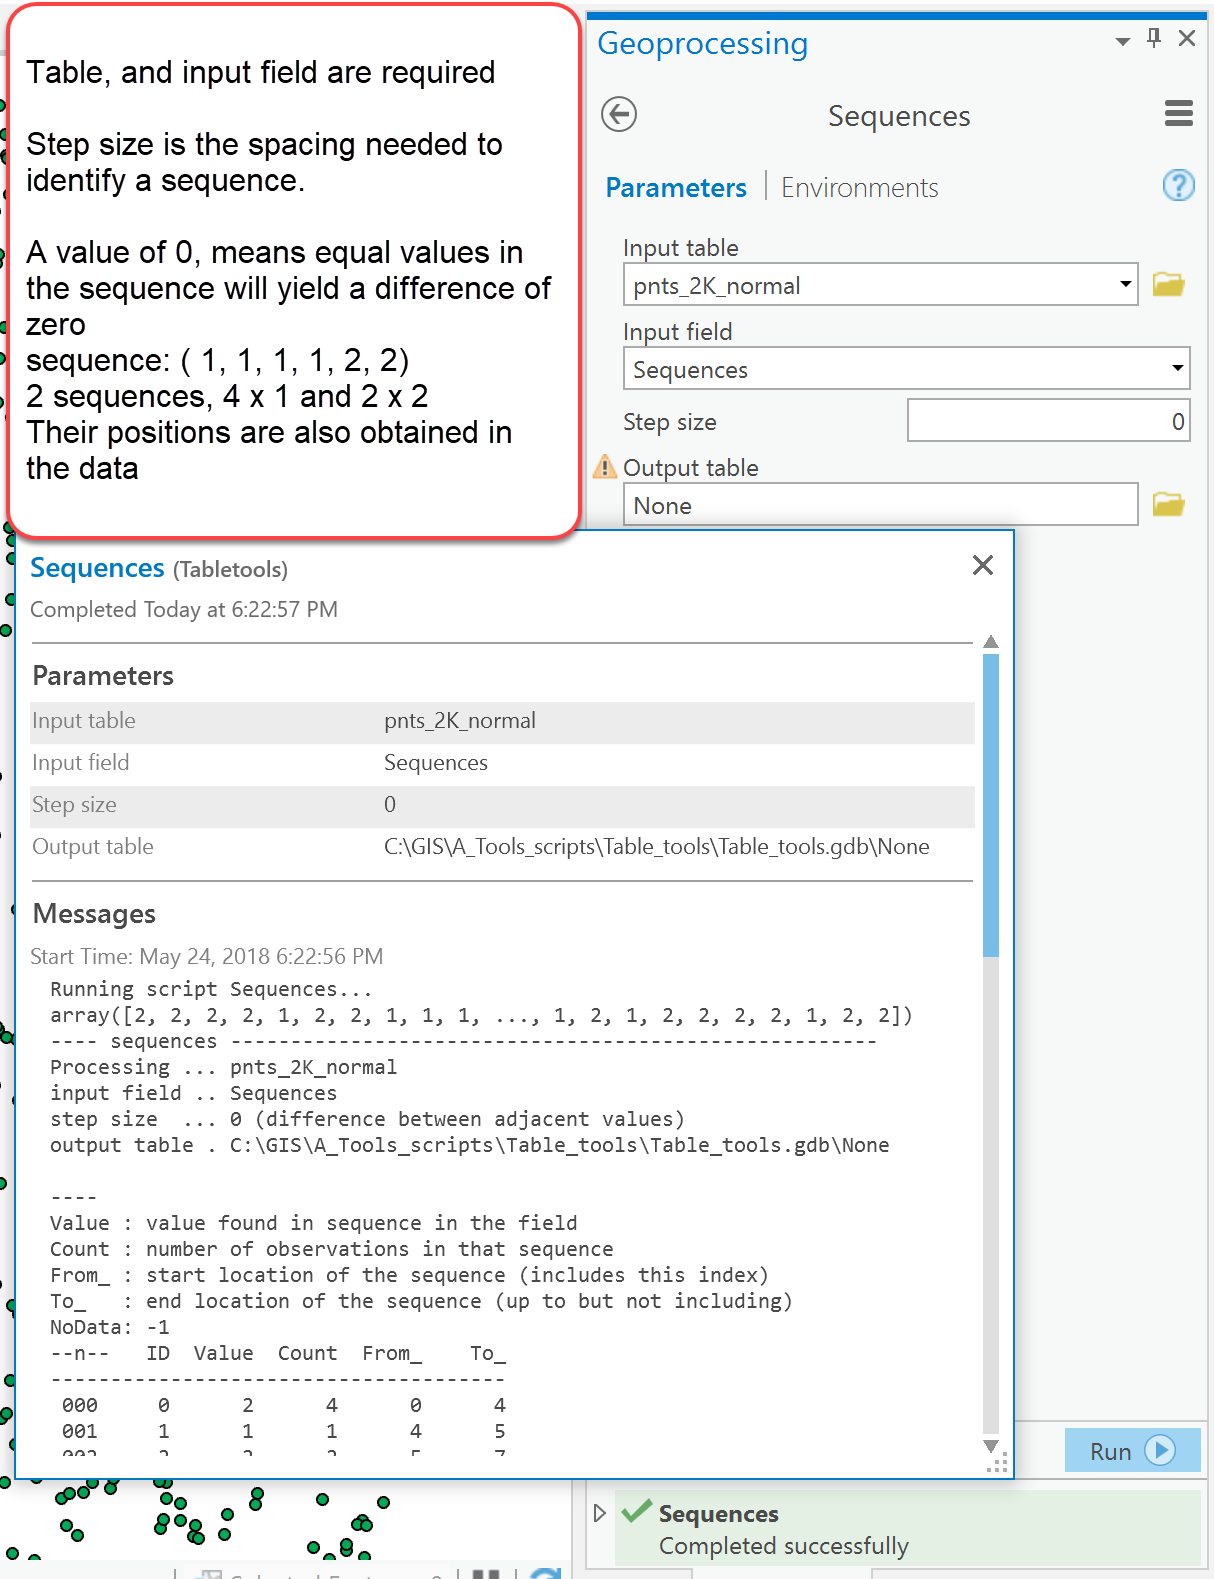 Table, and input field are required
Step size is the spacing needed to
identify a sequence.
A value of 0, means equal values in
the sequence will yield a difference of
zero
sequence: ( 1, 1, 1, 1, 2, 2)
2 sequences, 4 x 1 and 2 x 2
Their positions are also obtained in
the data
Geoprocessing
Sequences
Parameters | Environments
Input table
pnts_2K_normal
Input field
Sequences
Step size 0
Output table
None
Sequences (Tabletools)
Completed Today at 6:22:57 PM
Parameters
Input table pnts_2K_normal
Input field Sequences
Step size 0
Output table C:\GIS\A_Tools_scripts\Table_tools\Table_tools.gdb\None
Messages
Start Time: May 24, 2018 6:22:56 PM
Running script Sequences...
array([2, 2, 2, 2, 1, 2, 2, 1, 1, 1, ..., 1, 2, 1, 2, 2, 2, 2, 1, 2, 2])
---- sequences ------------------------------------------------------
Processing ... pnts_2K_normal
input field .. Sequences
step size  ... 0 (difference between adjacent values)
output table . C:\GIS\A_Tools_scripts\Table_tools\Table_tools.gdb\None
----
Value : value found in sequence in the field
Count : number of observations in that sequence
From_ : start location of the sequence (includes this index)
To_   : end location of the sequence (up to but not including)
NoData: -1
--n--   ID  Value  Count  From_    To_
--------------------------------------
000     0      2      4      0      4
001     1      1      1      4      5
Run
Sequences
Completed successfully